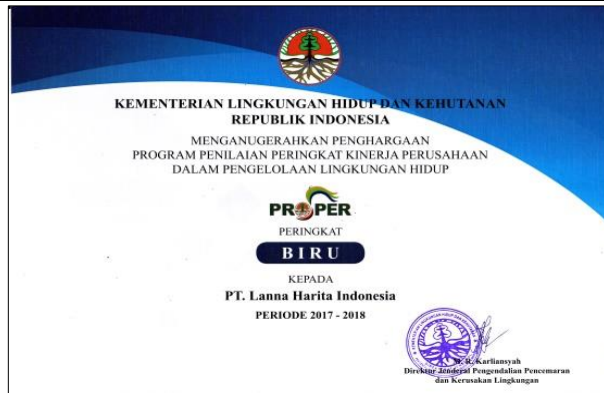 KEMENTERIAN LINGKUNGAN HIDUP DAN KEHUTANAN
REPUBLIK INDONESIA
MENGANUGERAHKAN PENGHARGAAN
PROGRAM PENILAIAN PERINGKAT KINERJA PERUSAHAAN
DALAM PENGELOLAAN LINGKUNGAN HIDUP
PROPER
PERINGKAT
BIRU
KEPADA
PT. Lanna Harita Indonesia
PERIODE 2017 - 2018
M. R. Karliansyah
Direktur Jenderal Pengendalian Pencemaran
dan Kerusakan Lingkungan